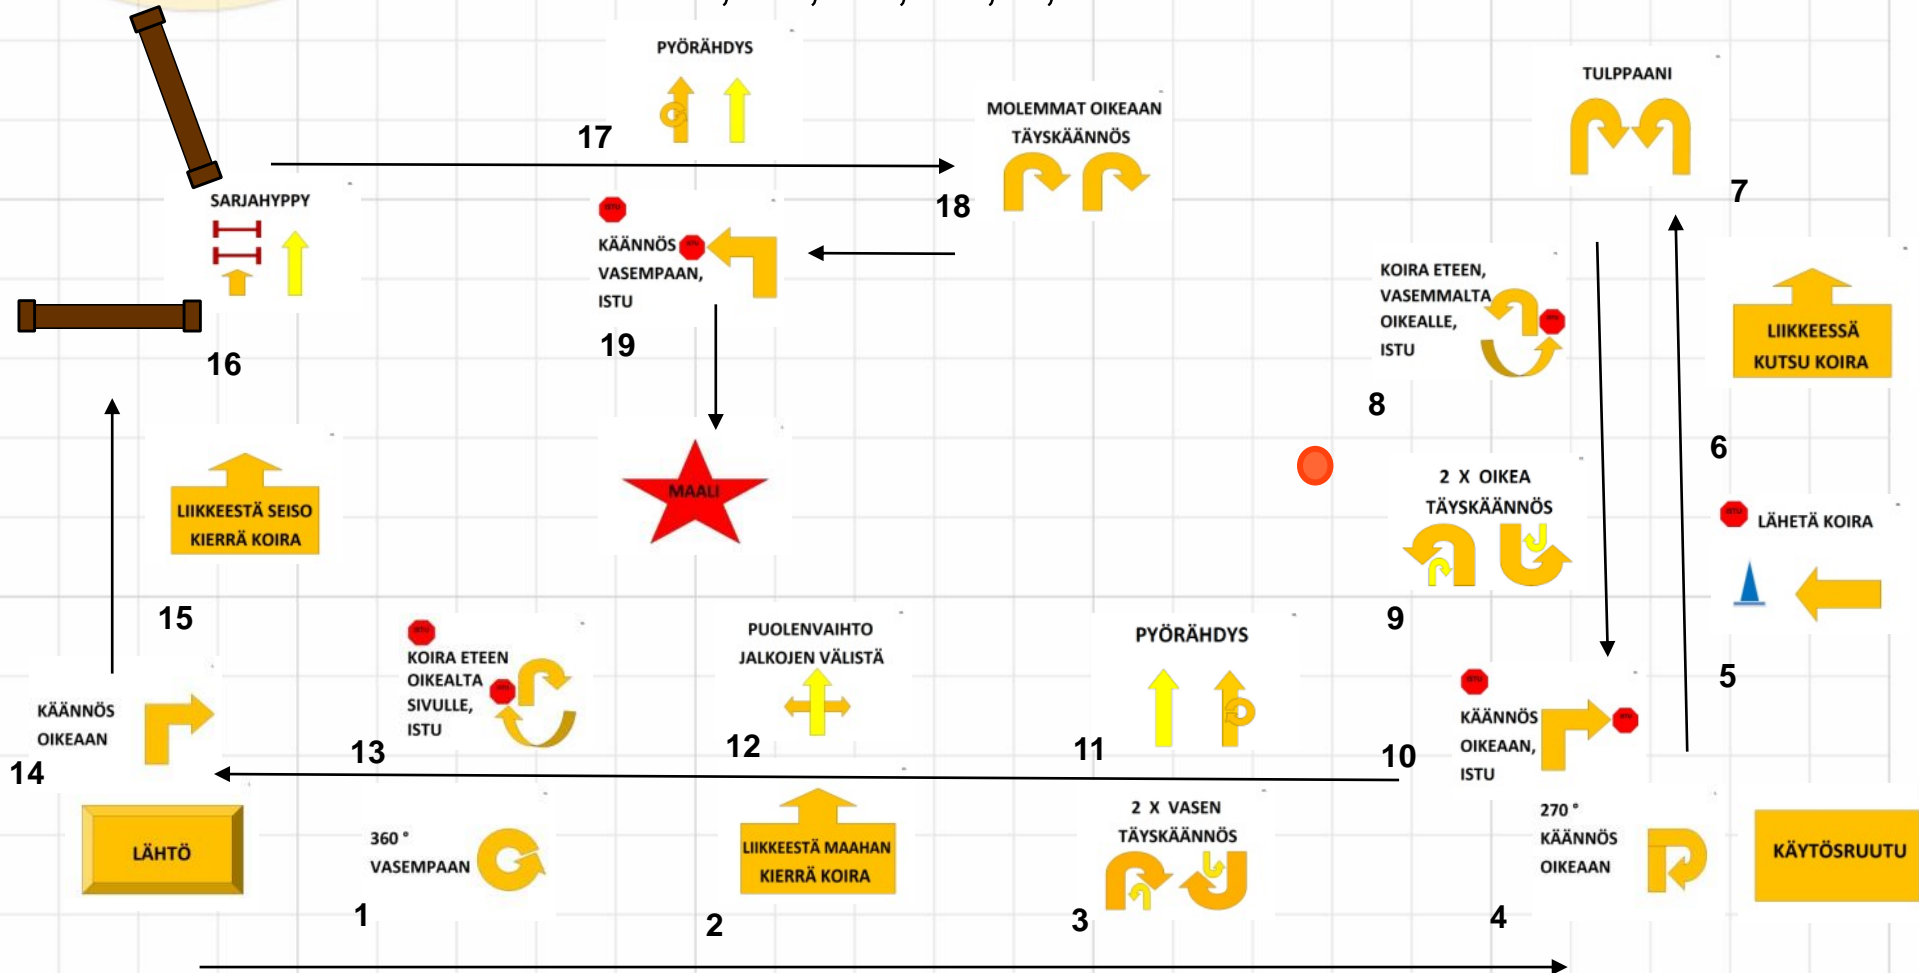 PYÖRÄHDYS
17
MOLEMMAT OIKEAAN
TÄYSKÄÄNNÖS
18
TULPPAANI
7
SARJAHYPPY
16
ISTU
KÄÄNNÖS
VASEMPAAN,
ISTU
19
KOIRA ETEEN,
VASEMMALTA
OIKEALLE,
ISTU
8
LIIKKEESSÄ
KUTSU KOIRA
6
LIIKKEESTÄ SEISO
KIERRÄ KOIRA
15
MAALI
2 X OIKEA
TÄYSKÄÄNNÖS
9
LÄHETÄ KOIRA
5
KÄÄNNÖS
OIKEAAN
14
KOIRA ETEEN
OIKEALTA
SIVULLE,
ISTU
13
PUOLENVAIHTO
JALKOJEN VÄLISTÄ
12
PYÖRÄHDYS
11
KÄÄNNÖS
OIKEAAN,
ISTU
10
LÄHTÖ
360 °
VASEMPAAN
1
LIIKKEESTÄ MAAHAN
KIERRÄ KOIRA
2
2 X VASEN
TÄYSKÄÄNNÖS
3
270 °
KÄÄNNÖS
OIKEAAN
4
KÄYTÖSRUUTU